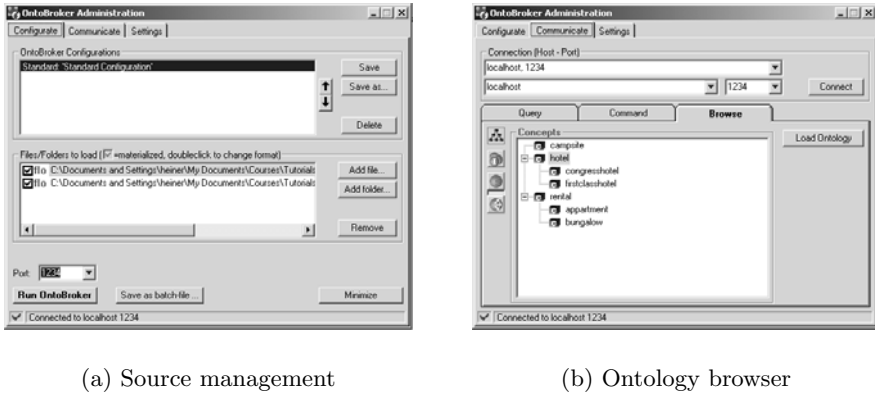 OntoBroker Administration
Configurate Communicate Settings
OntoBroker Configurations
Standard: 'Standard Configuration'
Save
Save as...
Delete
Files/Folders to load (☑=materialized, doubleclick to change format)
flo C:\Documents and Settings\heiner\My Documents\Courses\Tutorials
flo C:\Documents and Settings\heiner\My Documents\Courses\Tutorials
Add file...
Add folder...
Remove
Port: 1234
Run OntoBroker Save as batch-file ... Minimize
Connected to localhost 1234
(a) Source management
OntoBroker Administration
Configurate Communicate Settings
Connection (Host - Port)
localhost, 1234
localhost 1234 Connect
Query Command Browse
Concepts
Load Ontology
campsite
hotel
congresshotel
firstclasshotel
rental
appartment
bungalow
Connected to localhost 1234
(b) Ontology browser